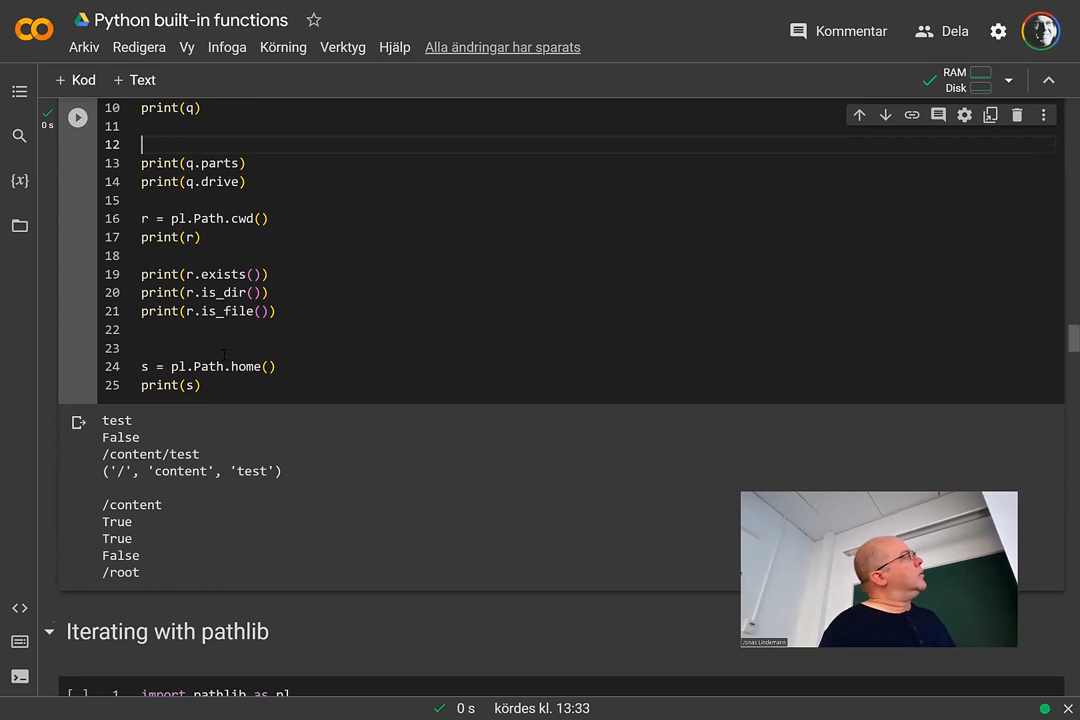 Python built-in functions
Arkiv Redigera Vy Infoga Körning Verktyg Hjälp Alla ändringar har sparats
Kommentar Dela
+ Kod + Text
RAM
Disk
0 s
10 print(q)
11
12
13 print(q.parts)
14 print(q.drive)
15
16 r = pl.Path.cwd()
17 print(r)
18
19 print(r.exists())
20 print(r.is_dir())
21 print(r.is_file())
22
23
24 s = pl.Path.home()
25 print(s)
test
False
/content/test
('/', 'content', 'test')
/content
True
True
False
/root
Jonas Lindemann
Iterating with pathlib
[ ] 1 import pathlib as pl
0 s kördes kl. 13:33